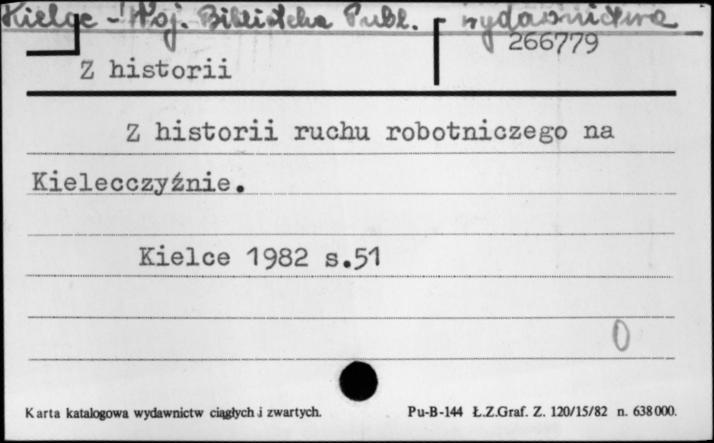 Kielce - Woj. Biblioteka Publ. - wydawnictwa
266779
Z historii
Z historii ruchu robotniczego na
Kielecczyźnie.
Kielce 1982 s.51
0
Karta katalogowa wydawnictw ciągłych i zwartych.
Pu-B-144 Ł.Z.Graf. Z. 120/15/82 n. 638000.